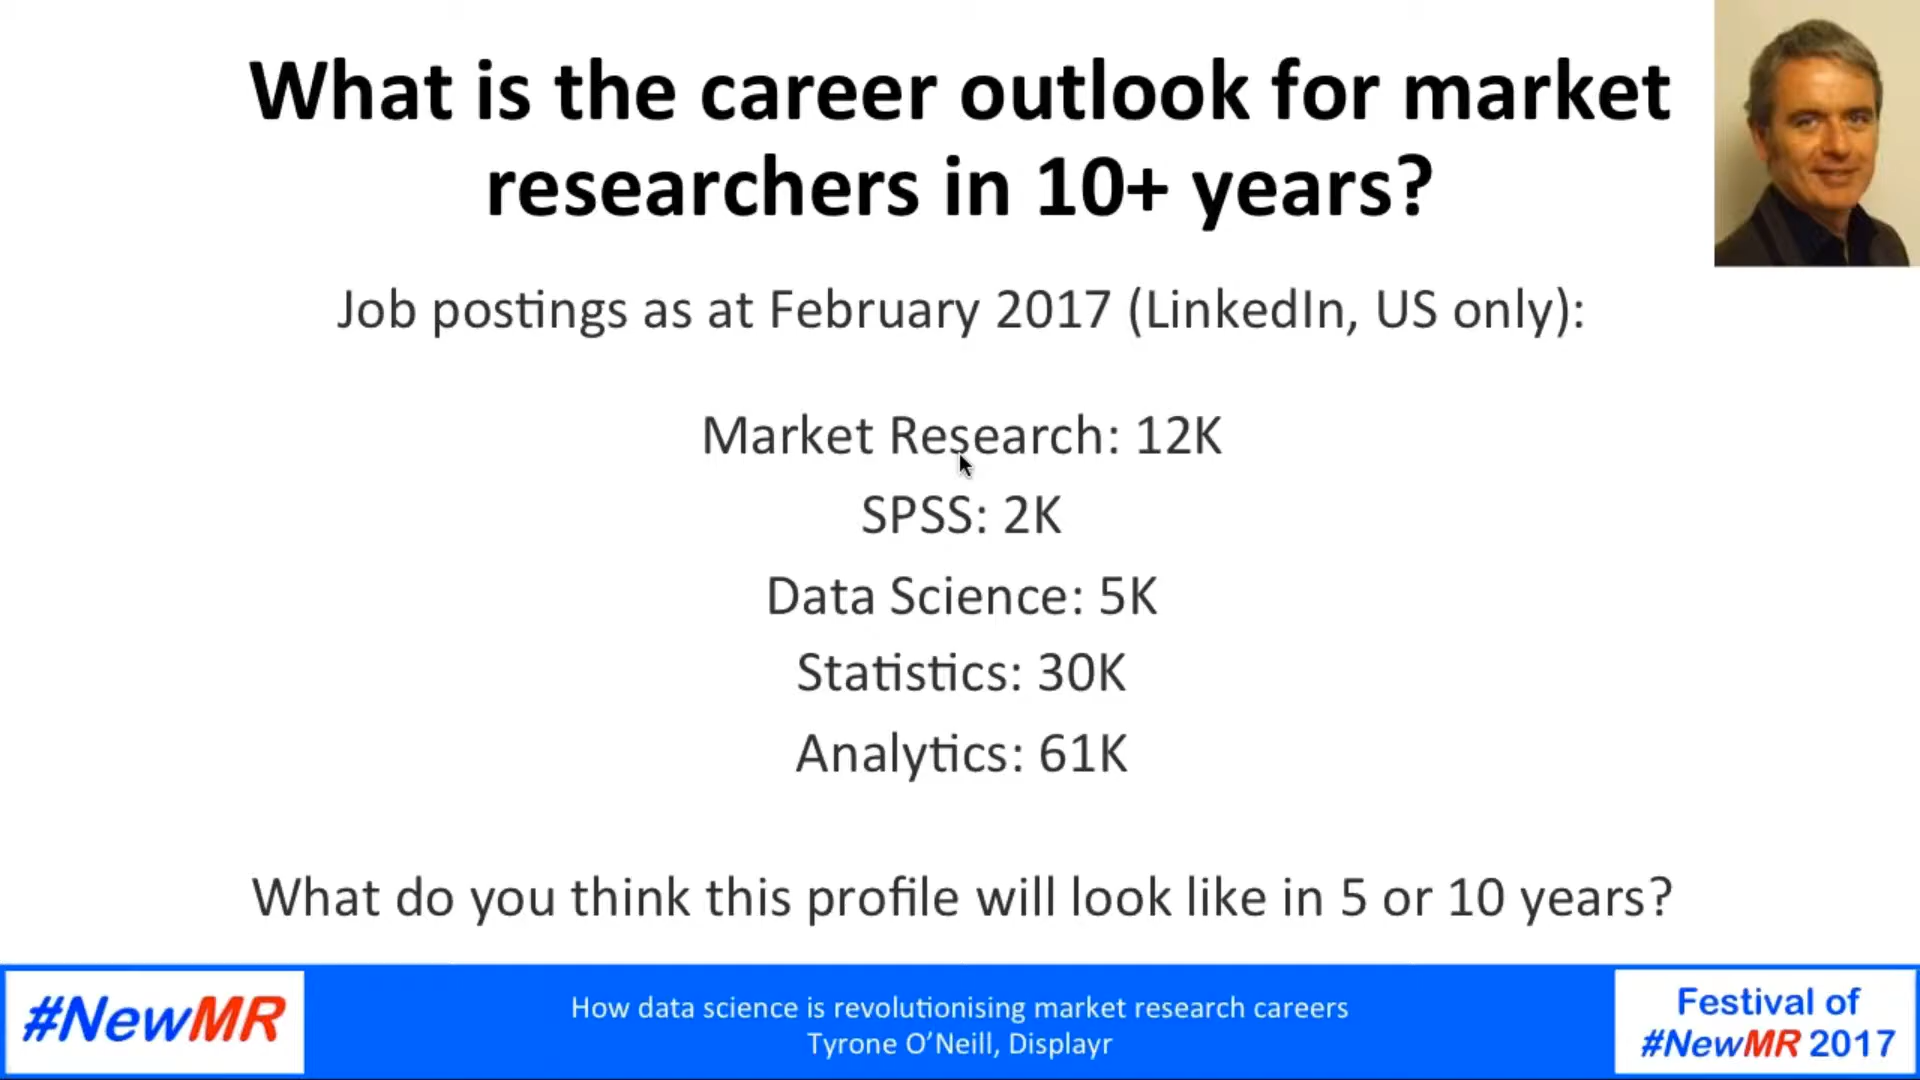 What is the career outlook for market
researchers in 10+ years?
Job postings as at February 2017 (LinkedIn, US only):
Market Research: 12K
SPSS: 2K
Data Science: 5K
Statistics: 30K
Analytics: 61K
What do you think this profile will look like in 5 or 10 years?
#NewMR
How data science is revolutionising market research careers
Tyrone O’Neill, Displayr
Festival of
#NewMR 2017